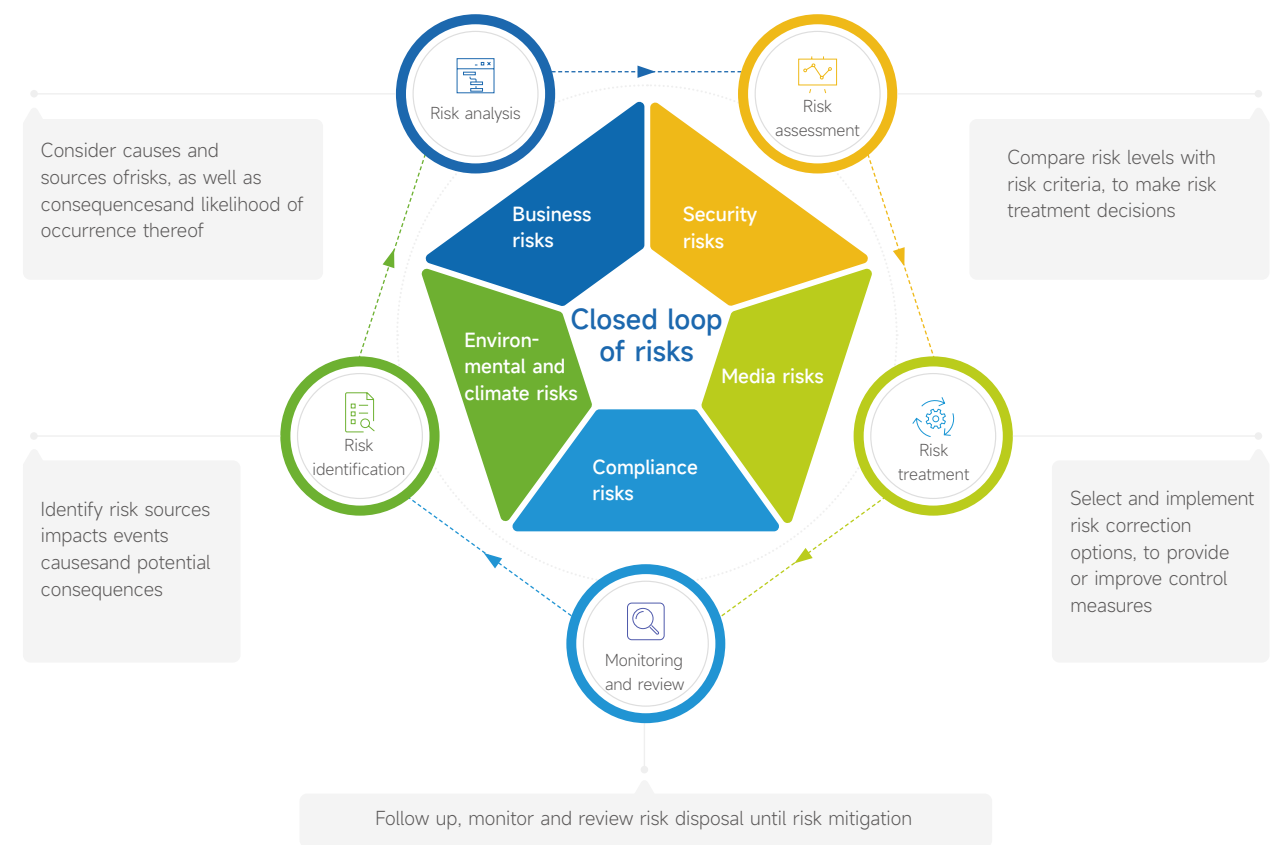 Risk analysis
Risk
assessment
Consider causes and
sources ofrisks, as well as
consequencesand likelihood of
occurrence thereof
Compare risk levels with
risk criteria, to make risk
treatment decisions
Business
risks
Security
risks
Closed loop
of risks
Environ-
mental and
climate risks
Media risks
Compliance
risks
Risk
identification
Risk
treatment
Identify risk sources
impacts events
causesand potential
consequences
Select and implement
risk correction
options, to provide
or improve control
measures
Monitoring
and review
Follow up, monitor and review risk disposal until risk mitigation